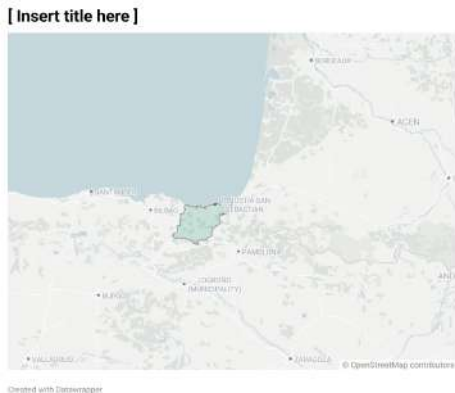 [ Insert title here ]
BORDEAUX
AGEN
SANTANDER
BILBAO
DONOSTIA-SAN
SEBASTIAN
PAMPLONA
LOGROÑO
(MUNICIPALITY)
BURGOS
VALLADOLID
ZARAGOZA
© OpenStreetMap contributors
Created with Datawrapper